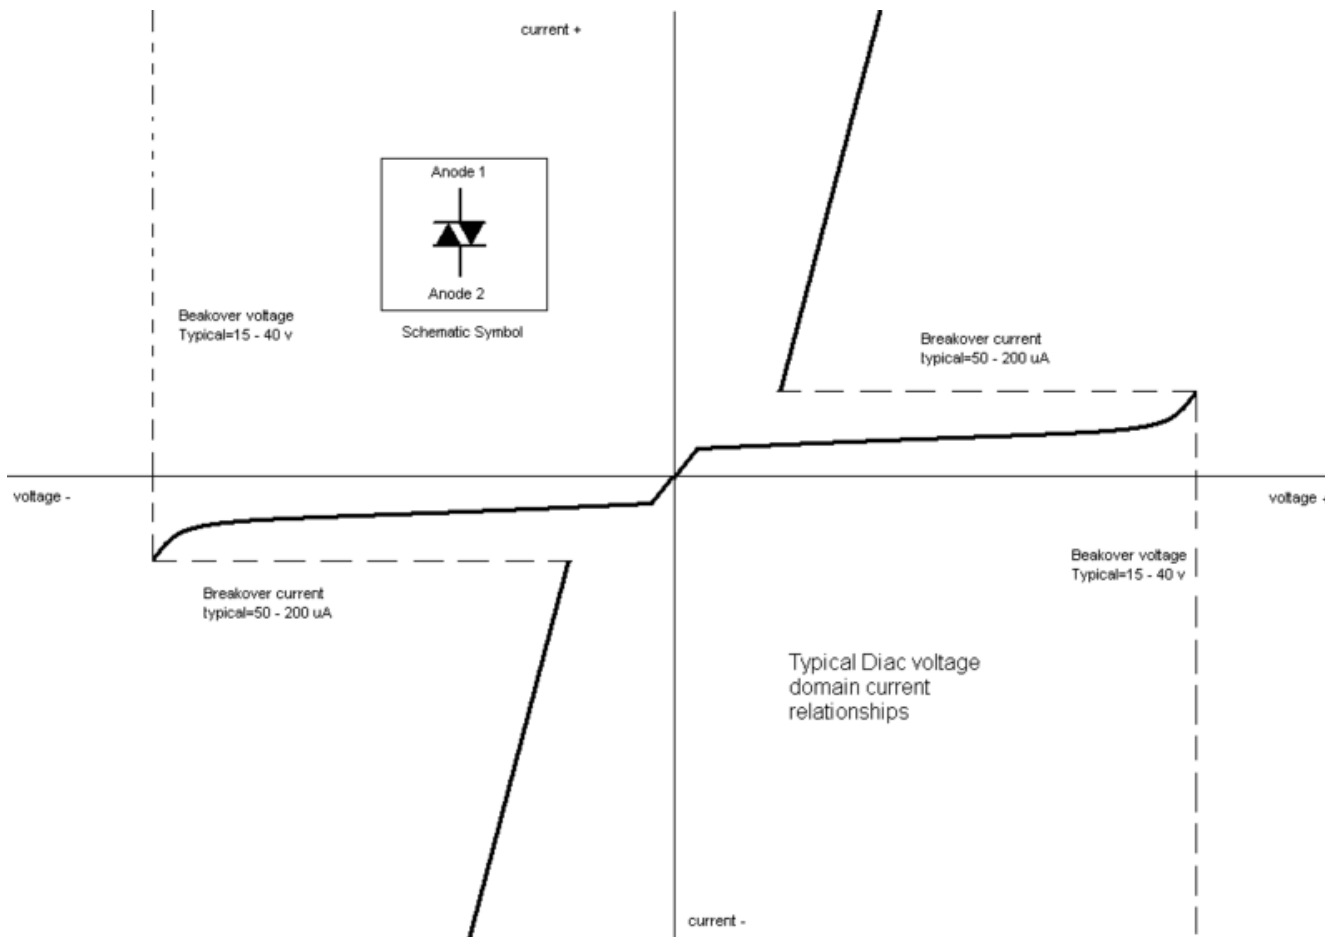 current +
Anode 1
Anode 2
Schematic Symbol
Beakover voltage
Typical=15 - 40 v
Breakover current
typical=50 - 200 uA
voltage -
voltage
Beakover voltage
Typical=15 - 40 v
Breakover current
typical=50 - 200 uA
Typical Diac voltage
domain current
relationships
current -